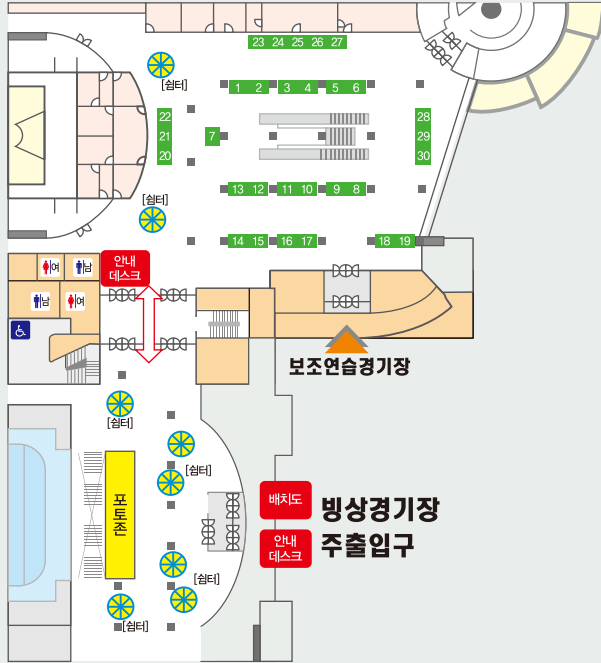 23 24 25 26 27
[쉼터]
1 2 3 4 5 6
22
21
20
7
28
29
30
13 12 11 10 9 8
[쉼터]
14 15 16 17 18 19
안내
데스크
여 남
남 여
보조연습경기장
[쉼터]
[쉼터]
포토존
배치도
빙상경기장
안내
데스크
주출입구
[쉼터]
[쉼터]